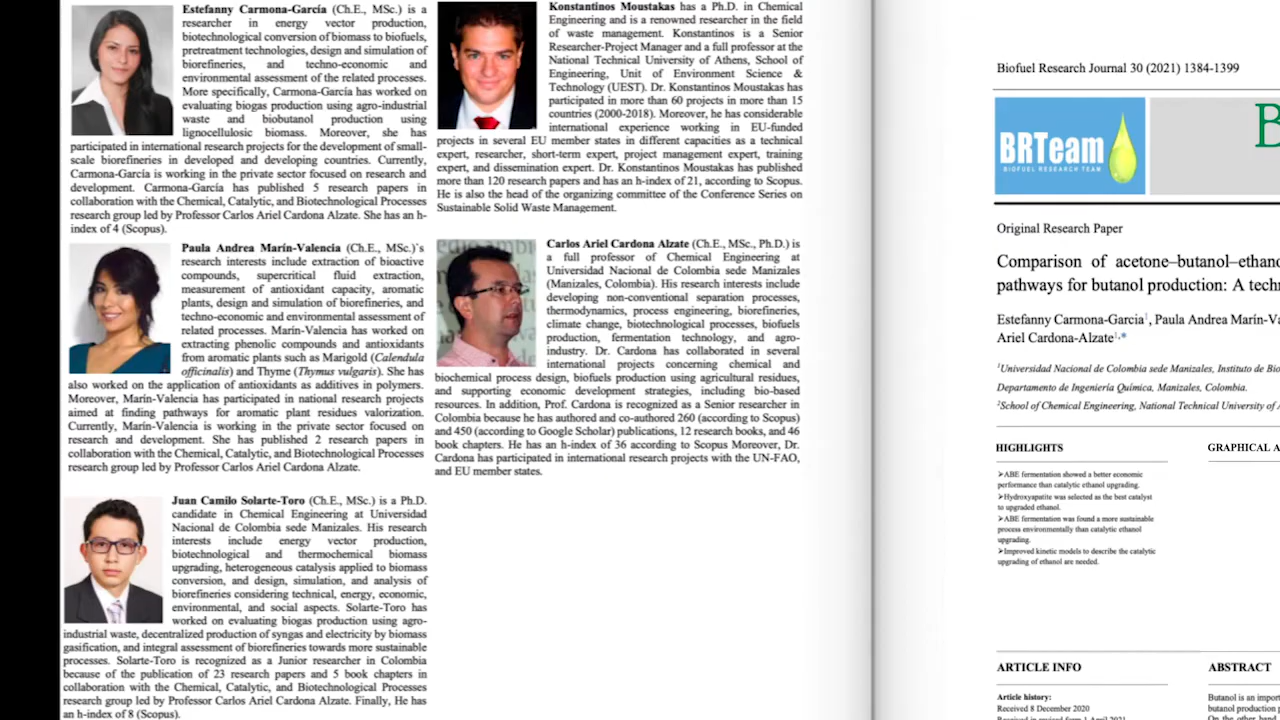 Estefanny Carmona-García (Ch.E., MSc.) is a
researcher in energy vector production,
biotechnological conversion of biomass to biofuels,
pretreatment technologies, design and simulation of
biorefineries, and techno-economic and
environmental assessment of the related processes.
More specifically, Carmona-García has worked on
evaluating biogas production using agro-industrial
waste and biobutanol production using
lignocellulosic biomass. Moreover, she has
participated in international research projects for the development of small-
scale biorefineries in developed and developing countries. Currently,
Carmona-García is working in the private sector focused on research and
development. Carmona-García has published 5 research papers in
collaboration with the Chemical, Catalytic, and Biotechnological Processes
research group led by Professor Carlos Ariel Cardona Alzate. She has an h-
index of 4 (Scopus).
Paula Andrea Marín-Valencia (Ch.E., MSc.)`s
research interests include extraction of bioactive
compounds, supercritical fluid extraction,
measurement of antioxidant capacity, aromatic
plants, design and simulation of biorefineries, and
techno-economic and environmental assessment of
related processes. Marín-Valencia has worked on
extracting phenolic compounds and antioxidants
from aromatic plants such as Marigold (Calendula
officinalis) and Thyme (Thymus vulgaris). She has
also worked on the application of antioxidants as additives in polymers.
Moreover, Marín-Valencia has participated in national research projects
aimed at finding pathways for aromatic plant residues valorization.
Currently, Marín-Valencia is working in the private sector focused on
research and development. She has published 2 research papers in
collaboration with the Chemical, Catalytic, and Biotechnological Processes
research group led by Professor Carlos Ariel Cardona Alzate.
Juan Camilo Solarte-Toro (Ch.E., MSc.) is a Ph.D.
candidate in Chemical Engineering at Universidad
Nacional de Colombia sede Manizales. His research
interests include energy vector production,
biotechnological and thermochemical biomass
upgrading, heterogeneous catalysis applied to biomass
conversion, and design, simulation, and analysis of
biorefineries considering technical, energy, economic,
environmental, and social aspects. Solarte-Toro has
worked on evaluating biogas production using agro-
industrial waste, decentralized production of syngas and electricity by biomass
gasification, and integral assessment of biorefineries towards more sustainable
processes. Solarte-Toro is recognized as a Junior researcher in Colombia
because of the publication of 23 research papers and 5 book chapters in
collaboration with the Chemical, Catalytic, and Biotechnological Processes
research group led by Professor Carlos Ariel Cardona Alzate. Finally, He has
an h-index of 8 (Scopus).
Konstantinos Moustakas has a Ph.D. in Chemical
Engineering and is a renowned researcher in the field
of waste management. Konstantinos is a Senior
Researcher-Project Manager and a full professor at the
National Technical University of Athens, School of
Engineering, Unit of Environment Science &
Technology (UEST). Dr. Konstantinos Moustakas has
participated in more than 60 projects in more than 15
countries (2000-2018). Moreover, he has considerable
international experience working in EU-funded
projects in several EU member states in different capacities as a technical
expert, researcher, short-term expert, project management expert, training
expert, and dissemination expert. Dr. Konstantinos Moustakas has published
more than 120 research papers and has an h-index of 21, according to Scopus.
He is also the head of the organizing committee of the Conference Series on
Sustainable Solid Waste Management.
Carlos Ariel Cardona Alzate (Ch.E., MSc., Ph.D.) is
a full professor of Chemical Engineering at
Universidad Nacional de Colombia sede Manizales
(Manizales, Colombia). His research interests include
developing non-conventional separation processes,
thermodynamics, process engineering, biorefineries,
climate change, biotechnological processes, biofuels
production, fermentation technology, and agro-
industry. Dr. Cardona has collaborated in several
international projects concerning chemical and
biochemical process design, biofuels production using agricultural residues,
and supporting economic development strategies, including bio-based
resources. In addition, Prof. Cardona is recognized as a Senior researcher in
Colombia because he has authored and co-authored 260 (according to Scopus)
and 450 (according to Google Scholar) publications, 12 research books, and 46
book chapters. He has an h-index of 36 according to Scopus Moreover, Dr.
Cardona has participated in international research projects with the UN-FAO,
and EU member states.
Biofuel Research Journal 30 (2021) 1384-1399
BRTeam
BIOFUEL RESEARCH TEAM
B
Original Research Paper
Comparison of acetone–butanol–ethano
pathways for butanol production: A techn
Estefanny Carmona-Garcia¹, Paula Andrea Marín-Va
Ariel Cardona-Alzate¹,*
¹Universidad Nacional de Colombia sede Manizales, Instituto de Bio
Departamento de Ingeniería Química, Manizales, Colombia.
²School of Chemical Engineering, National Technical University of A
HIGHLIGHTS
➢ABE fermentation showed a better economic
performance than catalytic ethanol upgrading.
➢Hydroxyapatite was selected as the best catalyst
to upgraded ethanol.
➢ABE fermentation was found a more sustainable
process environmentally than catalytic ethanol
upgrading.
➢Improved kinetic models to describe the catalytic
upgrading of ethanol are needed.
GRAPHICAL A
ARTICLE INFO
Article history:
Received 8 December 2020
Received in revised form 1 April 2021
ABSTRACT
Butanol is an import
butanol production p
On the other hand